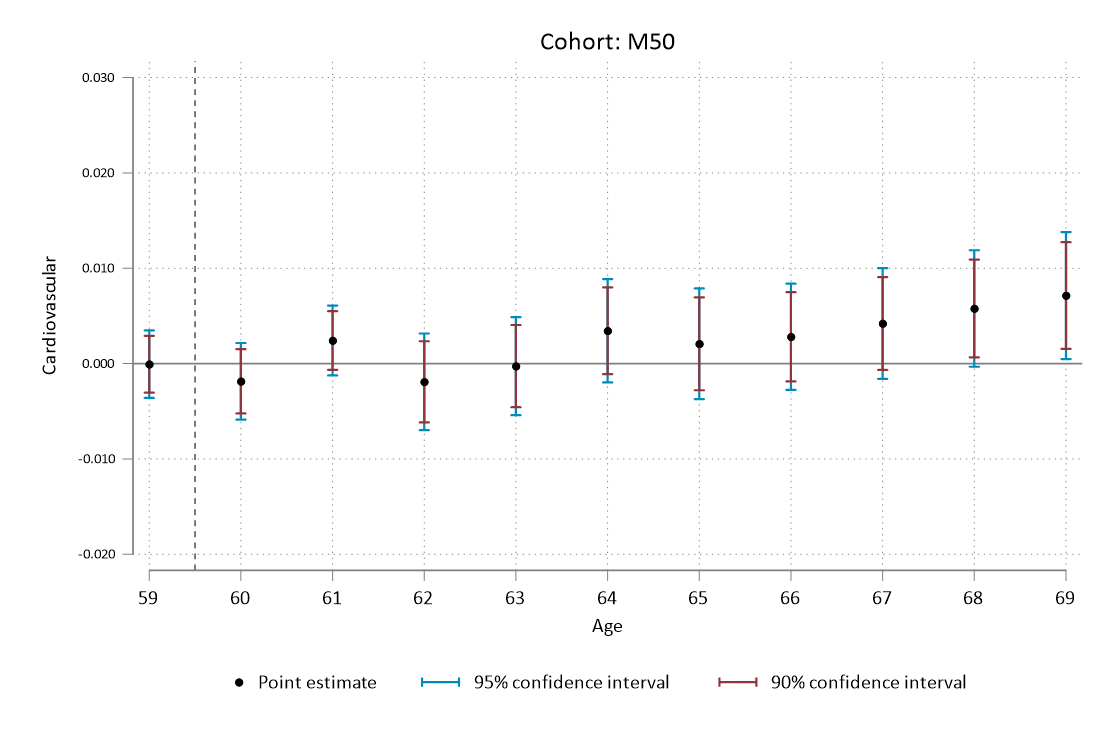 Cohort: M50
0.030
0.020
0.010
0.000
-0.010
-0.020
Cardiovascular
59 60 61 62 63 64 65 66 67 68 69
Age
Point estimate 95% confidence interval 90% confidence interval